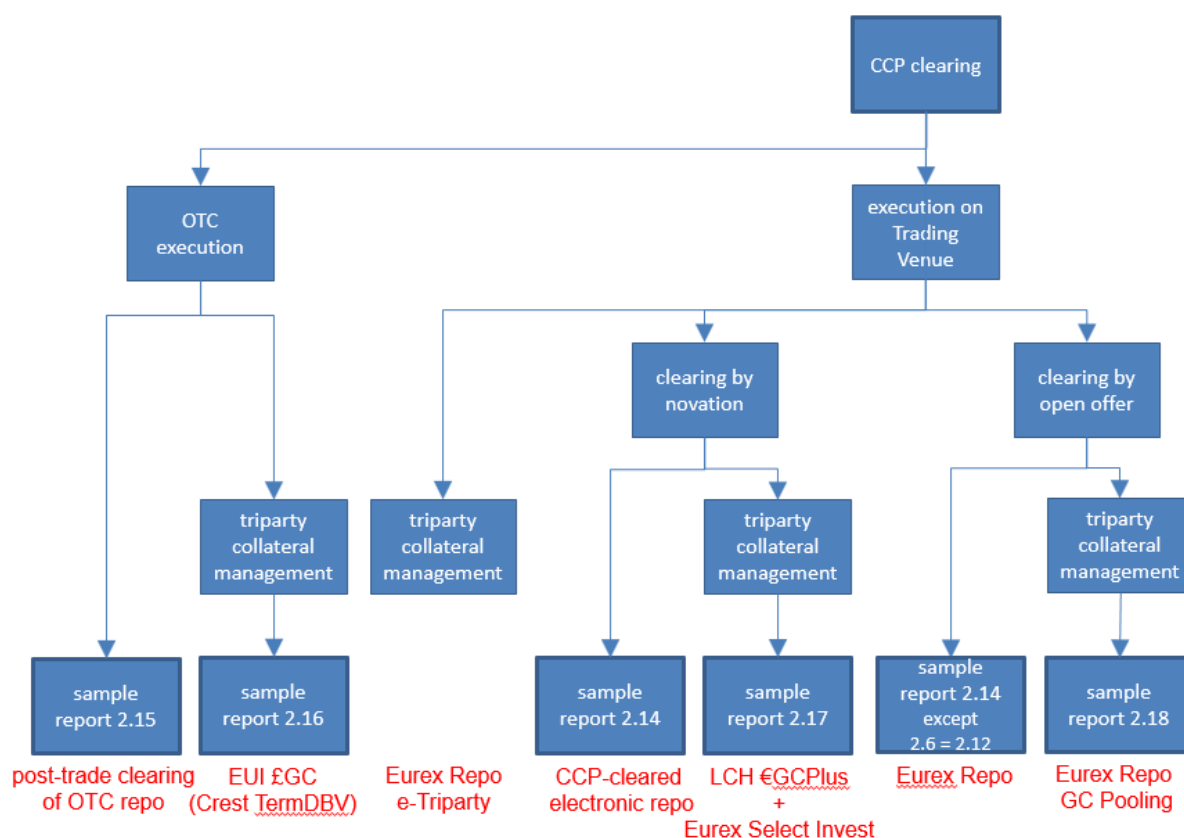 CCP clearing
OTC
execution
execution on
Trading
Venue
clearing by
novation
clearing by
open offer
triparty
collateral
management
triparty
collateral
management
triparty
collateral
management
triparty
collateral
management
sample
report 2.15
sample
report 2.16
sample
report 2.14
sample
report 2.17
sample
report 2.14
except
2.6 = 2.12
sample
report 2.18
post-trade clearing
of OTC repo
EUI £GC
(Crest TermDBV)
Eurex Repo
e-Triparty
CCP-cleared
electronic repo
LCH €GCPlus
+
Eurex Select Invest
Eurex Repo
Eurex Repo
GC Pooling